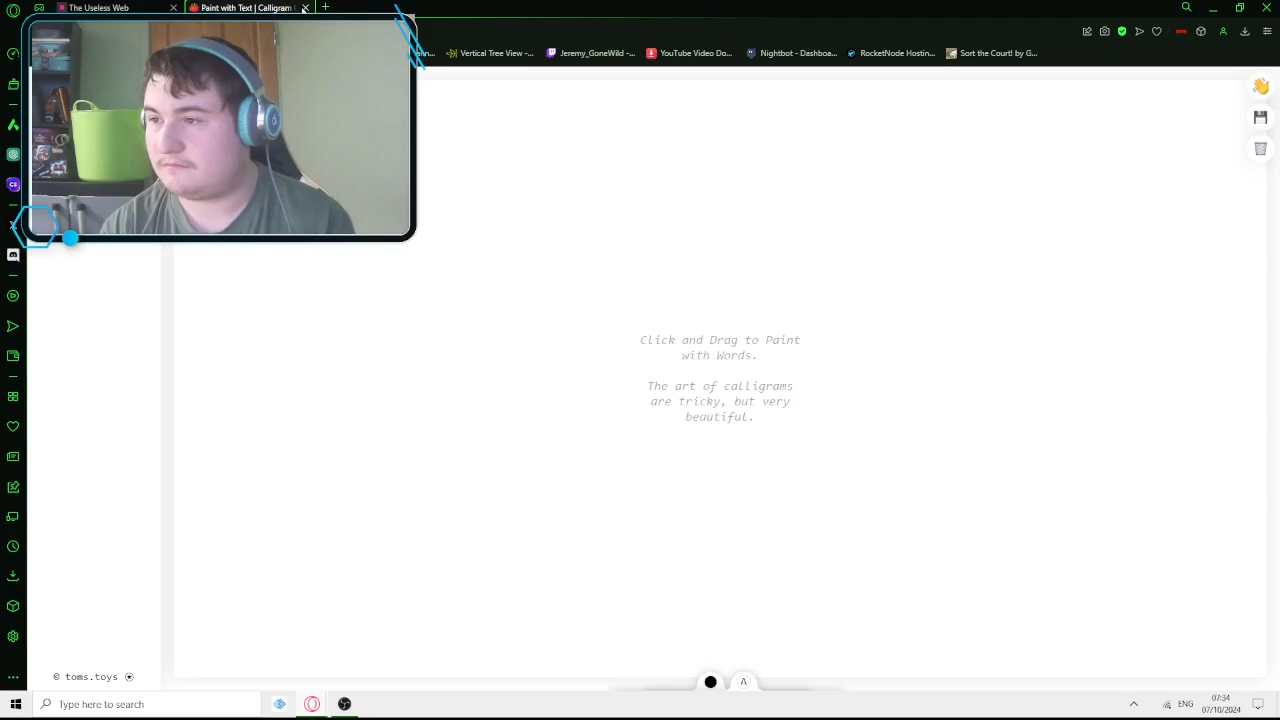 The Useless Web
Paint with Text | Calligram
Vertical Tree View -...
Jeremy_GoneWild -...
YouTube Video Do...
Nightbot - Dashboa...
RocketNode Hostin...
Sort the Court! by G...
Click and Drag to Paint
with Words.
The art of calligrams
are tricky, but very
beautiful.
© toms.toys
A
Type here to search
ENG
07:34
07/10/2024